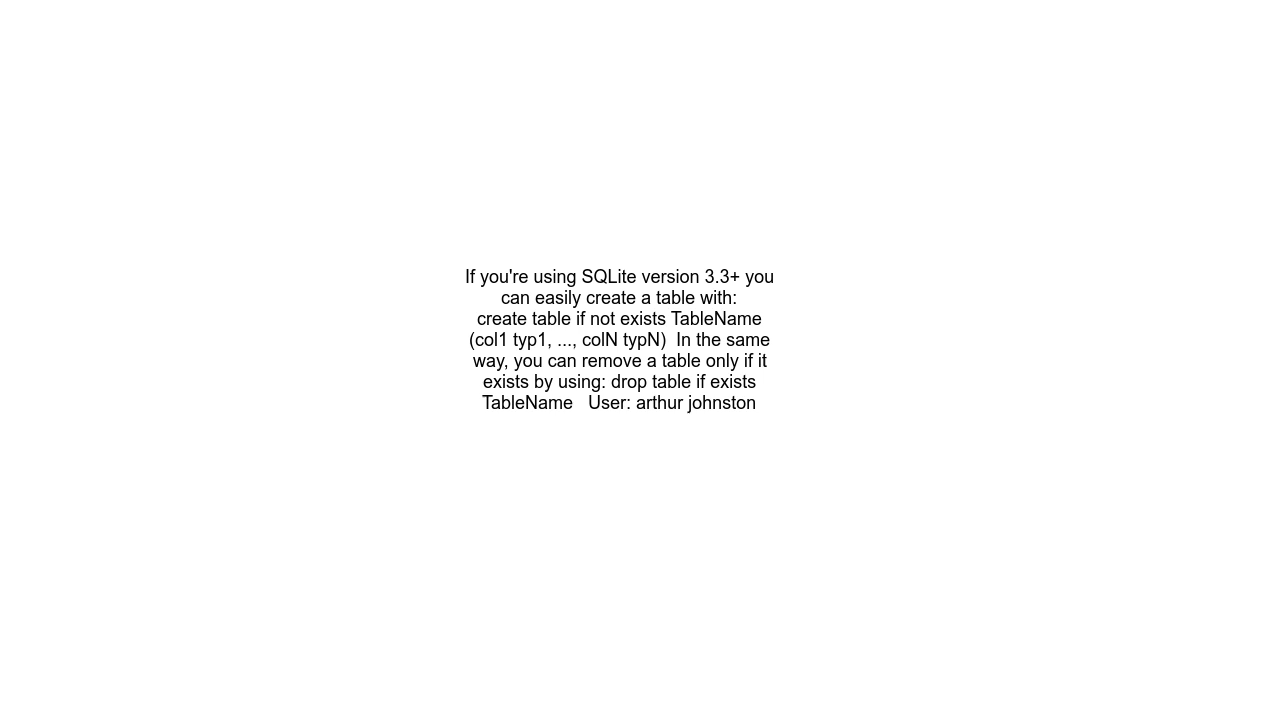 If you're using SQLite version 3.3+ you
can easily create a table with:
create table if not exists TableName
(col1 typ1, ..., colN typN)  In the same
way, you can remove a table only if it
exists by using: drop table if exists
TableName   User: arthur johnston